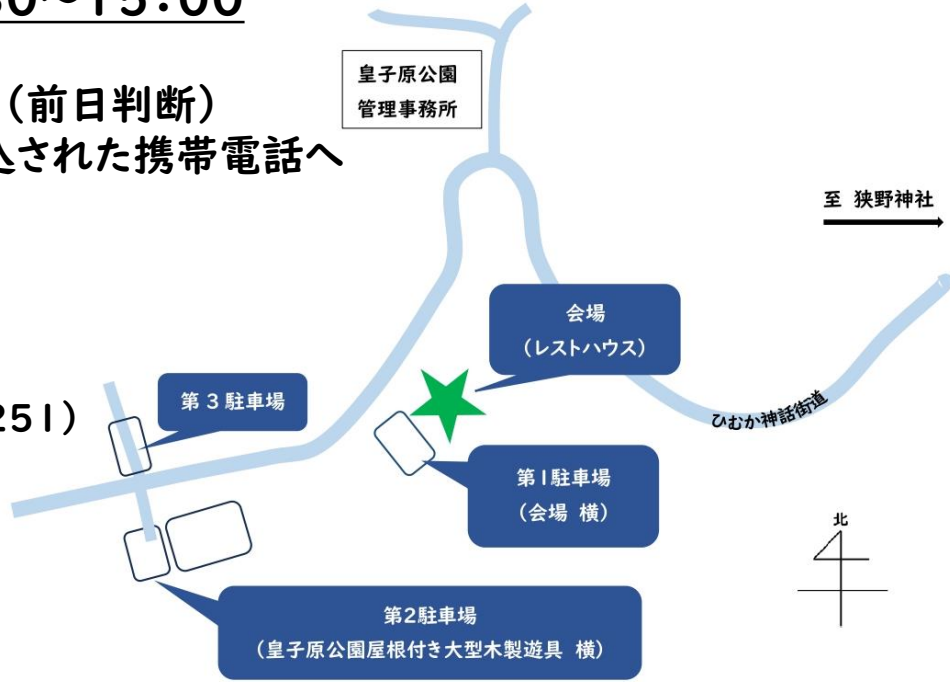 30～15:00
（前日判断）
込された携帯電話へ
251）
皇子原公園
管理事務所
至 狭野神社
会場
（レストハウス）
第３駐車場
ひむか神話街道
第1駐車場
（会場 横）
北
第2駐車場
（皇子原公園屋根付き大型木製遊具 横）